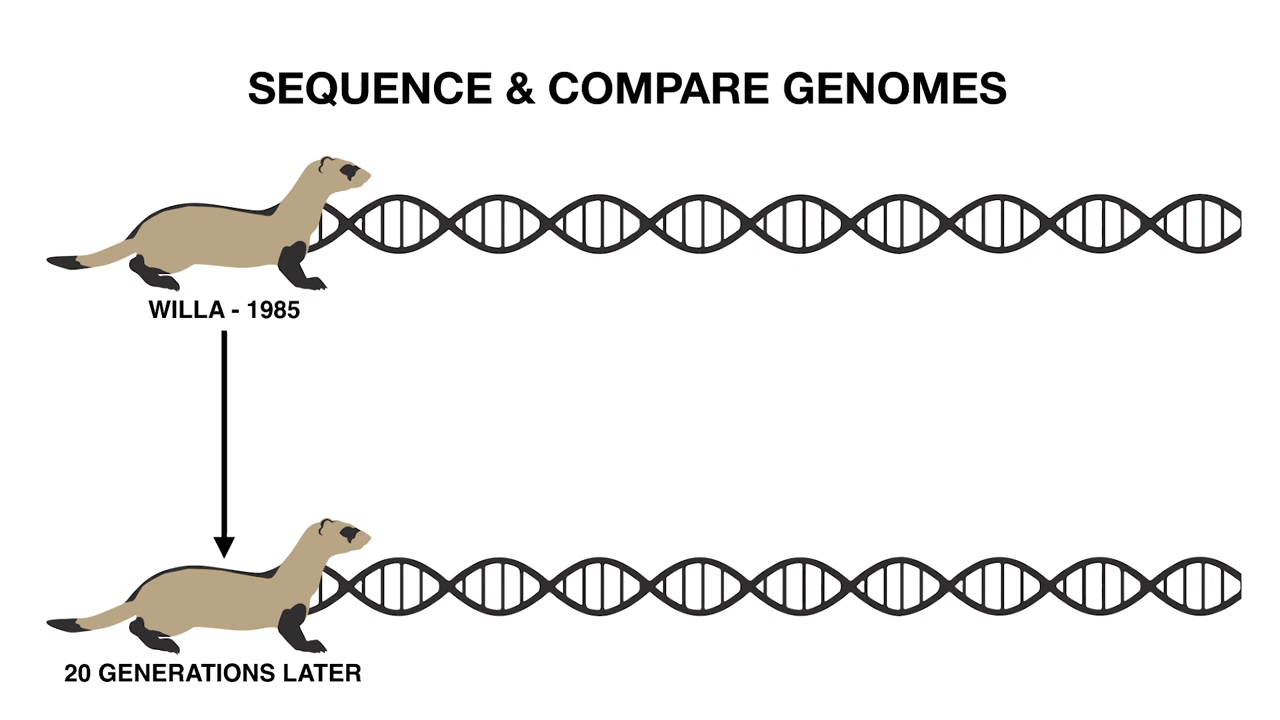 SEQUENCE & COMPARE GENOMES
WILLA - 1985
20 GENERATIONS LATER